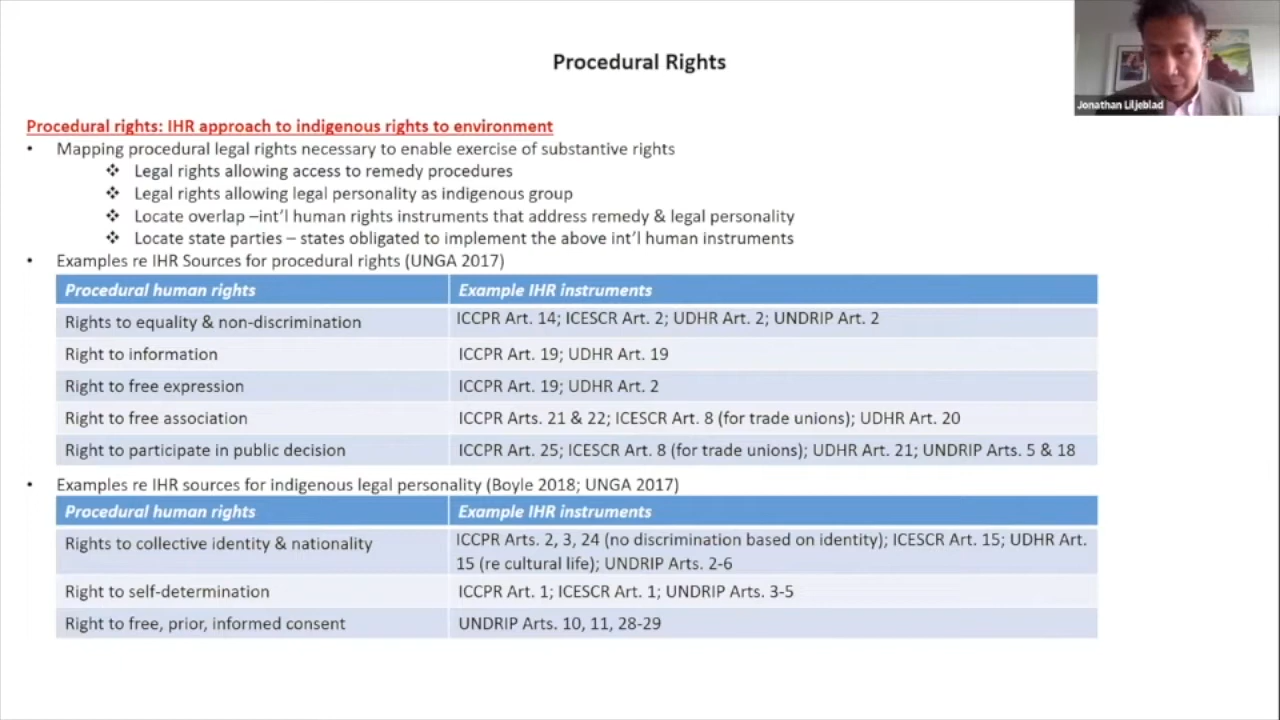 Procedural Rights
Jonathan Liljeblad
Procedural rights: IHR approach to indigenous rights to environment
• Mapping procedural legal rights necessary to enable exercise of substantive rights
❖ Legal rights allowing access to remedy procedures
❖ Legal rights allowing legal personality as indigenous group
❖ Locate overlap –int'l human rights instruments that address remedy & legal personality
❖ Locate state parties – states obligated to implement the above int'l human instruments
• Examples re IHR Sources for procedural rights (UNGA 2017)
Procedural human rights Example IHR instruments
Rights to equality & non-discrimination ICCPR Art. 14; ICESCR Art. 2; UDHR Art. 2; UNDRIP Art. 2
Right to information ICCPR Art. 19; UDHR Art. 19
Right to free expression ICCPR Art. 19; UDHR Art. 2
Right to free association ICCPR Arts. 21 & 22; ICESCR Art. 8 (for trade unions); UDHR Art. 20
Right to participate in public decision ICCPR Art. 25; ICESCR Art. 8 (for trade unions); UDHR Art. 21; UNDRIP Arts. 5 & 18
• Examples re IHR sources for indigenous legal personality (Boyle 2018; UNGA 2017)
Procedural human rights Example IHR instruments
Rights to collective identity & nationality ICCPR Arts. 2, 3, 24 (no discrimination based on identity); ICESCR Art. 15; UDHR Art.
15 (re cultural life); UNDRIP Arts. 2-6
Right to self-determination ICCPR Art. 1; ICESCR Art. 1; UNDRIP Arts. 3-5
Right to free, prior, informed consent UNDRIP Arts. 10, 11, 28-29